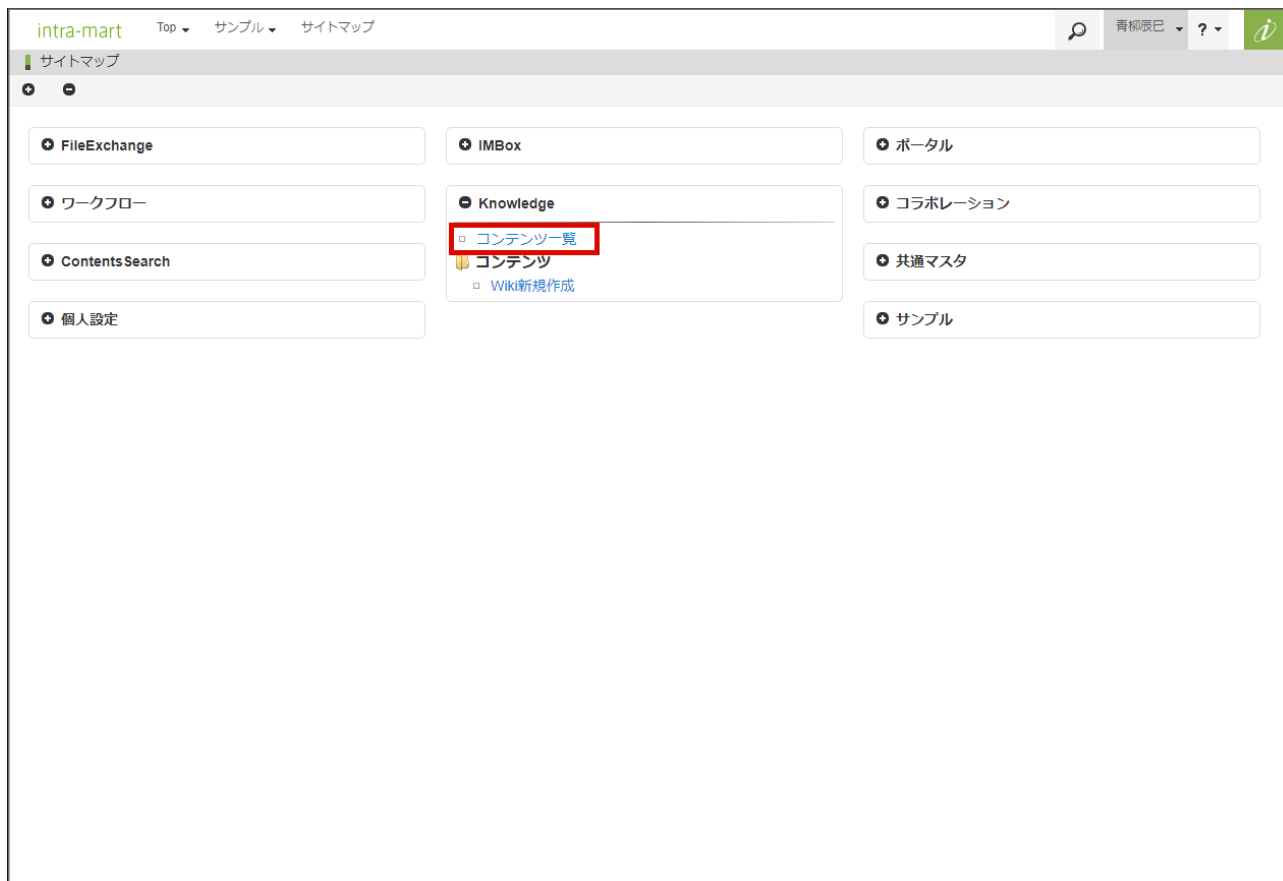 intra-mart Top サンプル サイトマップ 青柳辰巳 ?
サイトマップ
FileExchange
IMBox
ポータル
ワークフロー
Knowledge
コラボレーション
コンテンツ一覧
コンテンツ
Wiki新規作成
ContentsSearch
共通マスタ
個人設定
サンプル